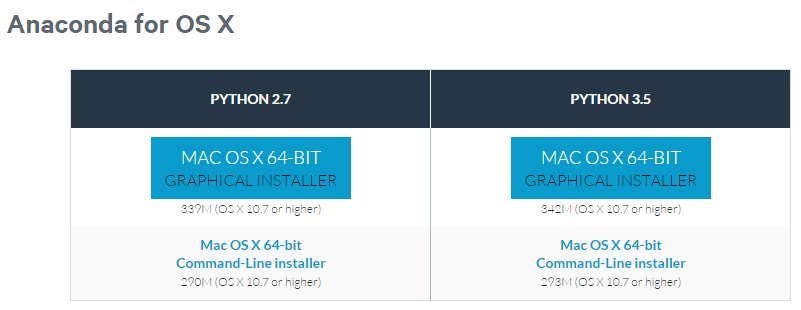 Anaconda for OS X
PYTHON 2.7
PYTHON 3.5
MAC OS X 64-BIT
GRAPHICAL INSTALLER
339M (OS X 10.7 or higher)
MAC OS X 64-BIT
GRAPHICAL INSTALLER
342M (OS X 10.7 or higher)
Mac OS X 64-bit
Command-Line installer
290M (OS X 10.7 or higher)
Mac OS X 64-bit
Command-Line installer
293M (OS X 10.7 or higher)